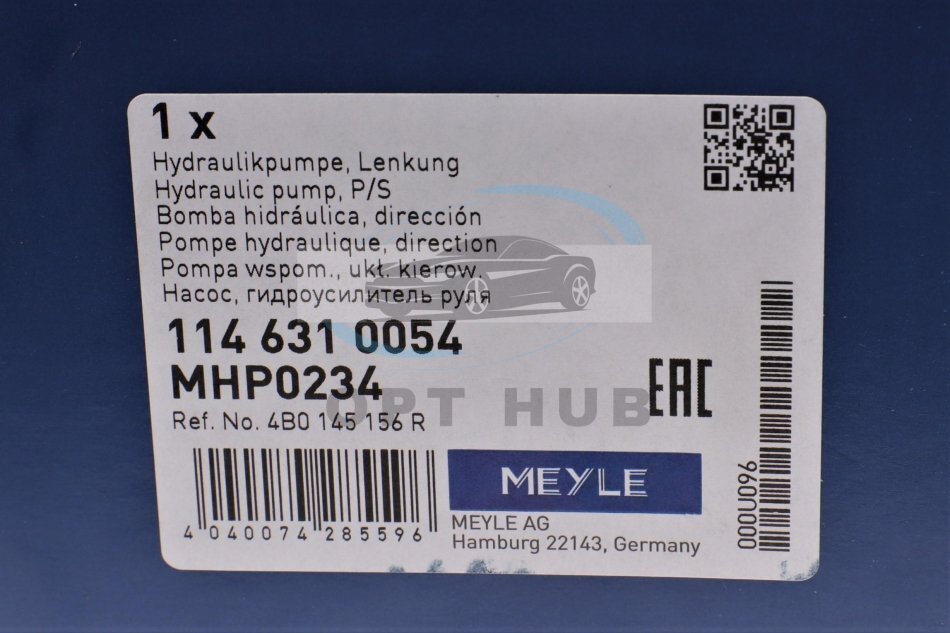 1 x
Hydraulikpumpe, Lenkung
Hydraulic pump, P/S
Bomba hidráulica, dirección
Pompe hydraulique, direction
Pompa wspom., ukł. kierow.
Насос, гидроусилитель руля
114 631 0054
MHP0234
OPT HUB
EAC
Ref. No. 4B0 145 156 R
MEYLE
4 040074 285596
MEYLE AG
Hamburg 22143, Germany
000U096